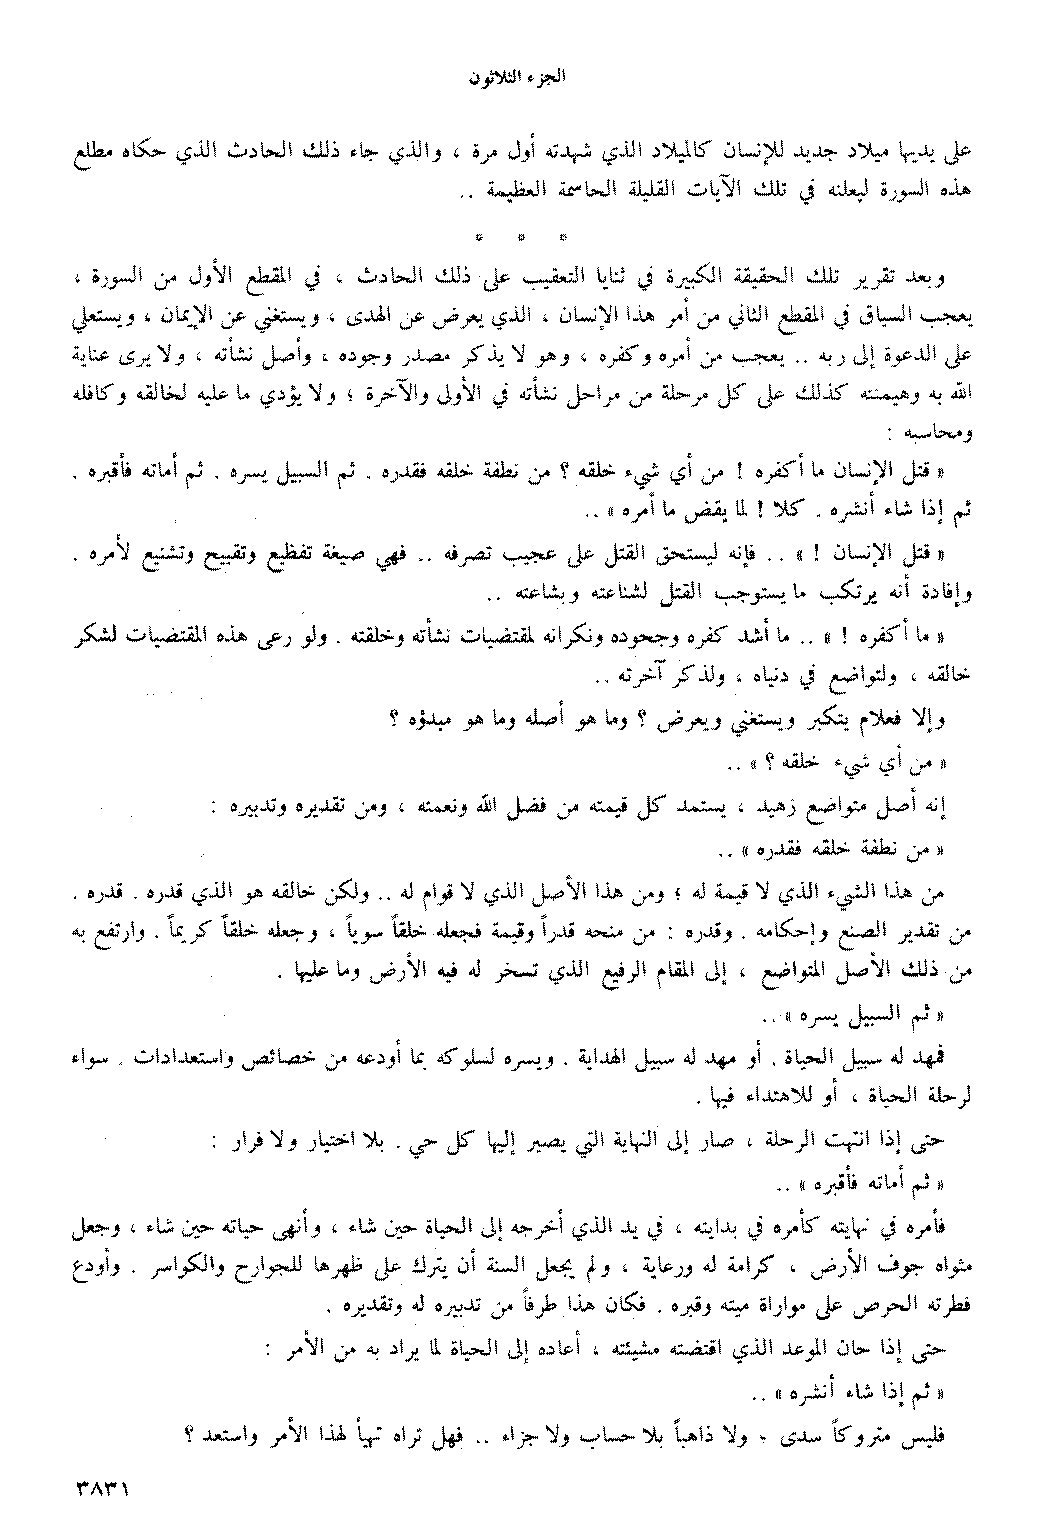 الجزء الثلاثون
على يديها ميلاد جديد للإنسان كالميلاد الذي شهدته أول مرة ، والذي جاء ذلك الحادث الذي حكاه مطلع
هذه السورة ليعلنه في تلك الآيات القليلة الحاسمة العظيمة ..
* * *
وبعد تقرير تلك الحقيقة الكبيرة في ثنايا التعقيب على ذلك الحادث ، في المقطع الأول من السورة ،
يعجب السياق في المقطع الثاني من أمر هذا الإنسان ، الذي يعرض عن الهدى ، ويستغني عن الإيمان ، ويستعلي
على الدعوة إلى ربه .. يعجب من أمره وكفره ، وهو لا يذكر مصدر وجوده ، وأصل نشأته ، ولا يرى عناية
الله به وهيمنته كذلك على كل مرحلة من مراحل نشأته في الأولى والآخرة ؛ ولا يؤدي ما عليه لخالقه وكافله
ومحاسبه :
« قتل الإنسان ما أكفره ! من أي شيء خلقه ؟ من نطفة خلقه فقدره . ثم السبيل يسره . ثم أماته فأقبره .
ثم إذا شاء أنشره . كلا ! لما يقض ما أمره » ..
« قتل الإنسان ! » .. فإنه ليستحق القتل على عجيب تصرفه .. فهي صيغة تفظيع وتقبيح وتشنيع لأمره .
وإفادة أنه يرتكب ما يستوجب القتل لشناعته وبشاعته ..
« ما أكفره ! » .. ما أشد كفره وجحوده ونكرانه لمقتضيات نشأته وخلقته . ولو رعى هذه المقتضيات لشكر
خالقه ، ولتواضع في دنياه ، ولذكر آخرته ..
وإلا فعلام يتكبر ويستغني ويعرض ؟ وما هو أصله وما هو مبدؤه ؟
« من أي شيء خلقه ؟ » ..
إنه أصل متواضع زهيد ، يستمد كل قيمته من فضل الله ونعمته ، ومن تقديره وتدبيره :
« من نطفة خلقه فقدره » ..
من هذا الشيء الذي لا قيمة له ؛ ومن هذا الأصل الذي لا قوام له .. ولكن خالقه هو الذي قدره . قدره .
من تقدير الصنع وإحكامه . وقدره : من منحه قدراً وقيمة فجعله خلقاً سوياً ، وجعله خلقاً كريماً . وارتفع به
من ذلك الأصل المتواضع ، إلى المقام الرفيع الذي تسخر له فيه الأرض وما عليها .
« ثم السبيل يسره » ..
فمهد له سبيل الحياة . أو مهد له سبيل الهداية . ويسره لسلوكه بما أودعه من خصائص واستعدادات . سواء
لرحلة الحياة ، أو للاهتداء فيها .
حتى إذا انتهت الرحلة ، صار إلى النهاية التي يصير إليها كل حي . بلا اختيار ولا فرار :
« ثم أماته فأقبره » ..
فأمره في نهايته كأمره في بدايته ، في يد الذي أخرجه إلى الحياة حين شاء ، وأنهى حياته حين شاء ، وجعل
مثواه جوف الأرض ، كرامة له ورعاية ، ولم يجعل السنة أن يترك على ظهرها للجوارح والكواسر . وأودع
فطرته الحرص على مواراة ميته وقبره . فكان هذا طرفاً من تدبيره له وتقديره .
حتى إذا حان الموعد الذي اقتضته مشيئته ، أعاده إلى الحياة لما يراد به من الأمر :
« ثم إذا شاء أنشره » ..
فليس متروكاً سدى ، ولا ذاهباً بلا حساب ولا جزاء .. فهل تراه تهيأ لهذا الأمر واستعد ؟
٣٨٣١